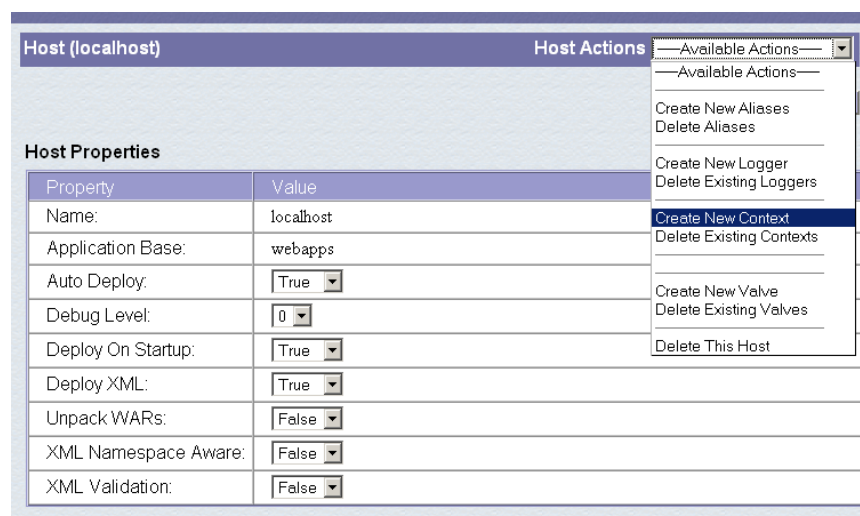 Host (localhost)
Host Actions
——Available Actions——
——Available Actions——
Create New Aliases
Delete Aliases
Create New Logger
Delete Existing Loggers
Create New Context
Delete Existing Contexts
Create New Valve
Delete Existing Valves
Delete This Host
Host Properties
Property Value
Name: localhost
Application Base: webapps
Auto Deploy: True
Debug Level: 0
Deploy On Startup: True
Deploy XML: True
Unpack WARs: False
XML Namespace Aware: False
XML Validation: False